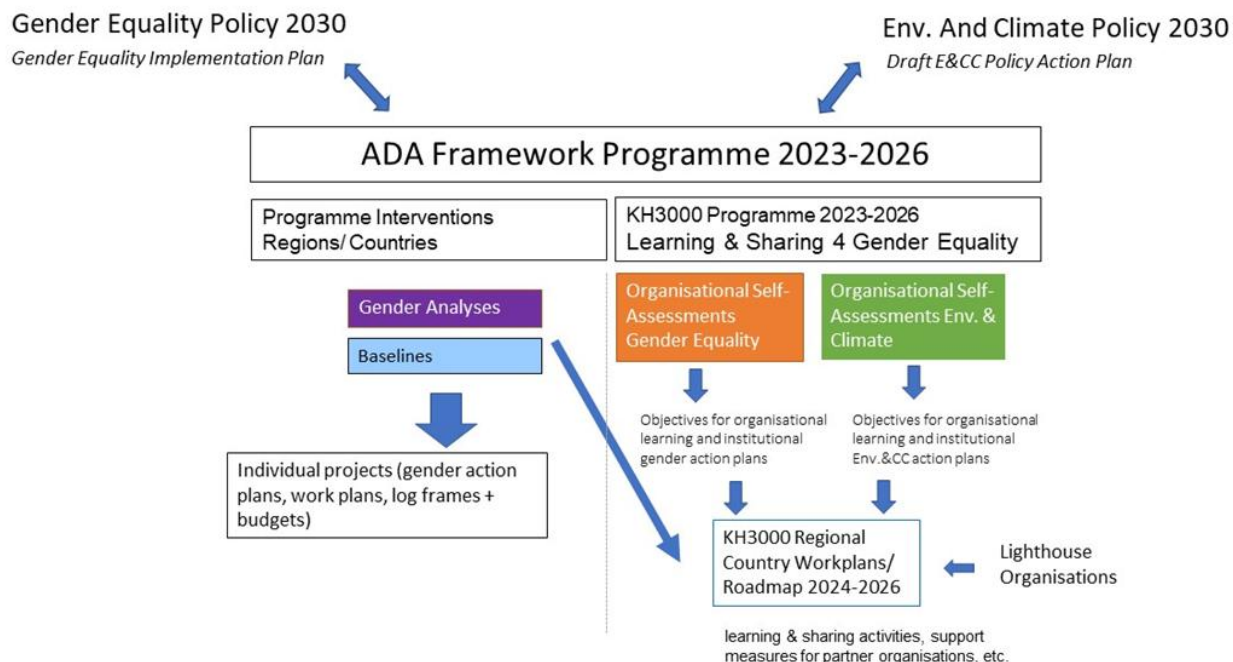 Gender Equality Policy 2030
Gender Equality Implementation Plan
Env. And Climate Policy 2030
Draft E&CC Policy Action Plan
ADA Framework Programme 2023-2026
Programme Interventions
Regions/ Countries
KH3000 Programme 2023-2026
Learning & Sharing 4 Gender Equality
Gender Analyses
Baselines
Individual projects (gender action
plans, work plans, log frames +
budgets)
Organisational Self-
Assessments
Gender Equality
Organisational Self-
Assessments Env. &
Climate
Objectives for organisational
learning and institutional
gender action plans
Objectives for organisational
learning and institutional
Env.&CC action plans
KH3000 Regional
Country Workplans/
Roadmap 2024-2026
Lighthouse
Organisations
learning & sharing activities, support
measures for partner organisations, etc.